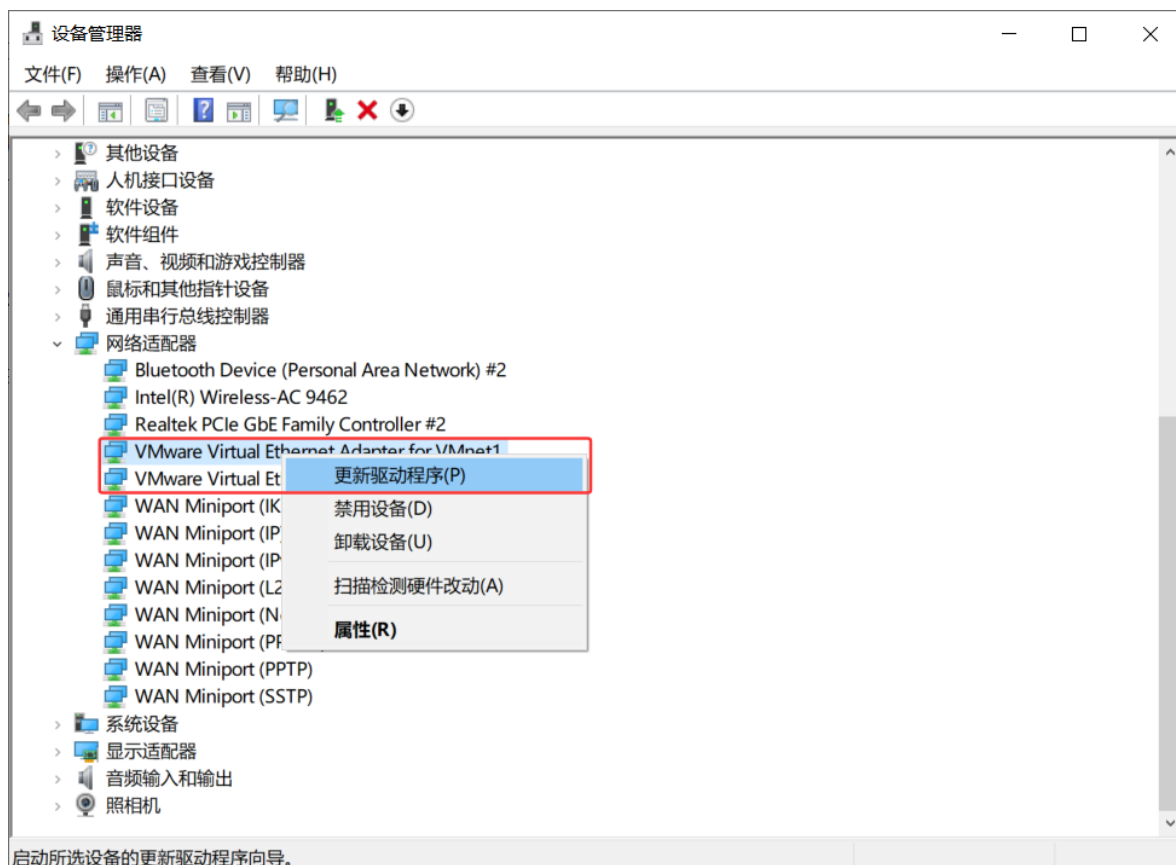 设备管理器
文件(F) 操作(A) 查看(V) 帮助(H)
其他设备
人机接口设备
软件设备
软件组件
声音、视频和游戏控制器
鼠标和其他指针设备
通用串行总线控制器
网络适配器
Bluetooth Device (Personal Area Network) #2
Intel(R) Wireless-AC 9462
Realtek PCIe GbE Family Controller #2
VMware Virtual Ethernet Adapter for VMnet1
VMware Virtual Et
更新驱动程序(P)
WAN Miniport (IK
禁用设备(D)
WAN Miniport (IP
卸载设备(U)
WAN Miniport (IP
WAN Miniport (L2
扫描检测硬件改动(A)
WAN Miniport (N
属性(R)
WAN Miniport (PP
WAN Miniport (PPTP)
WAN Miniport (SSTP)
系统设备
显示适配器
音频输入和输出
照相机
启动所选设备的更新驱动程序向导。